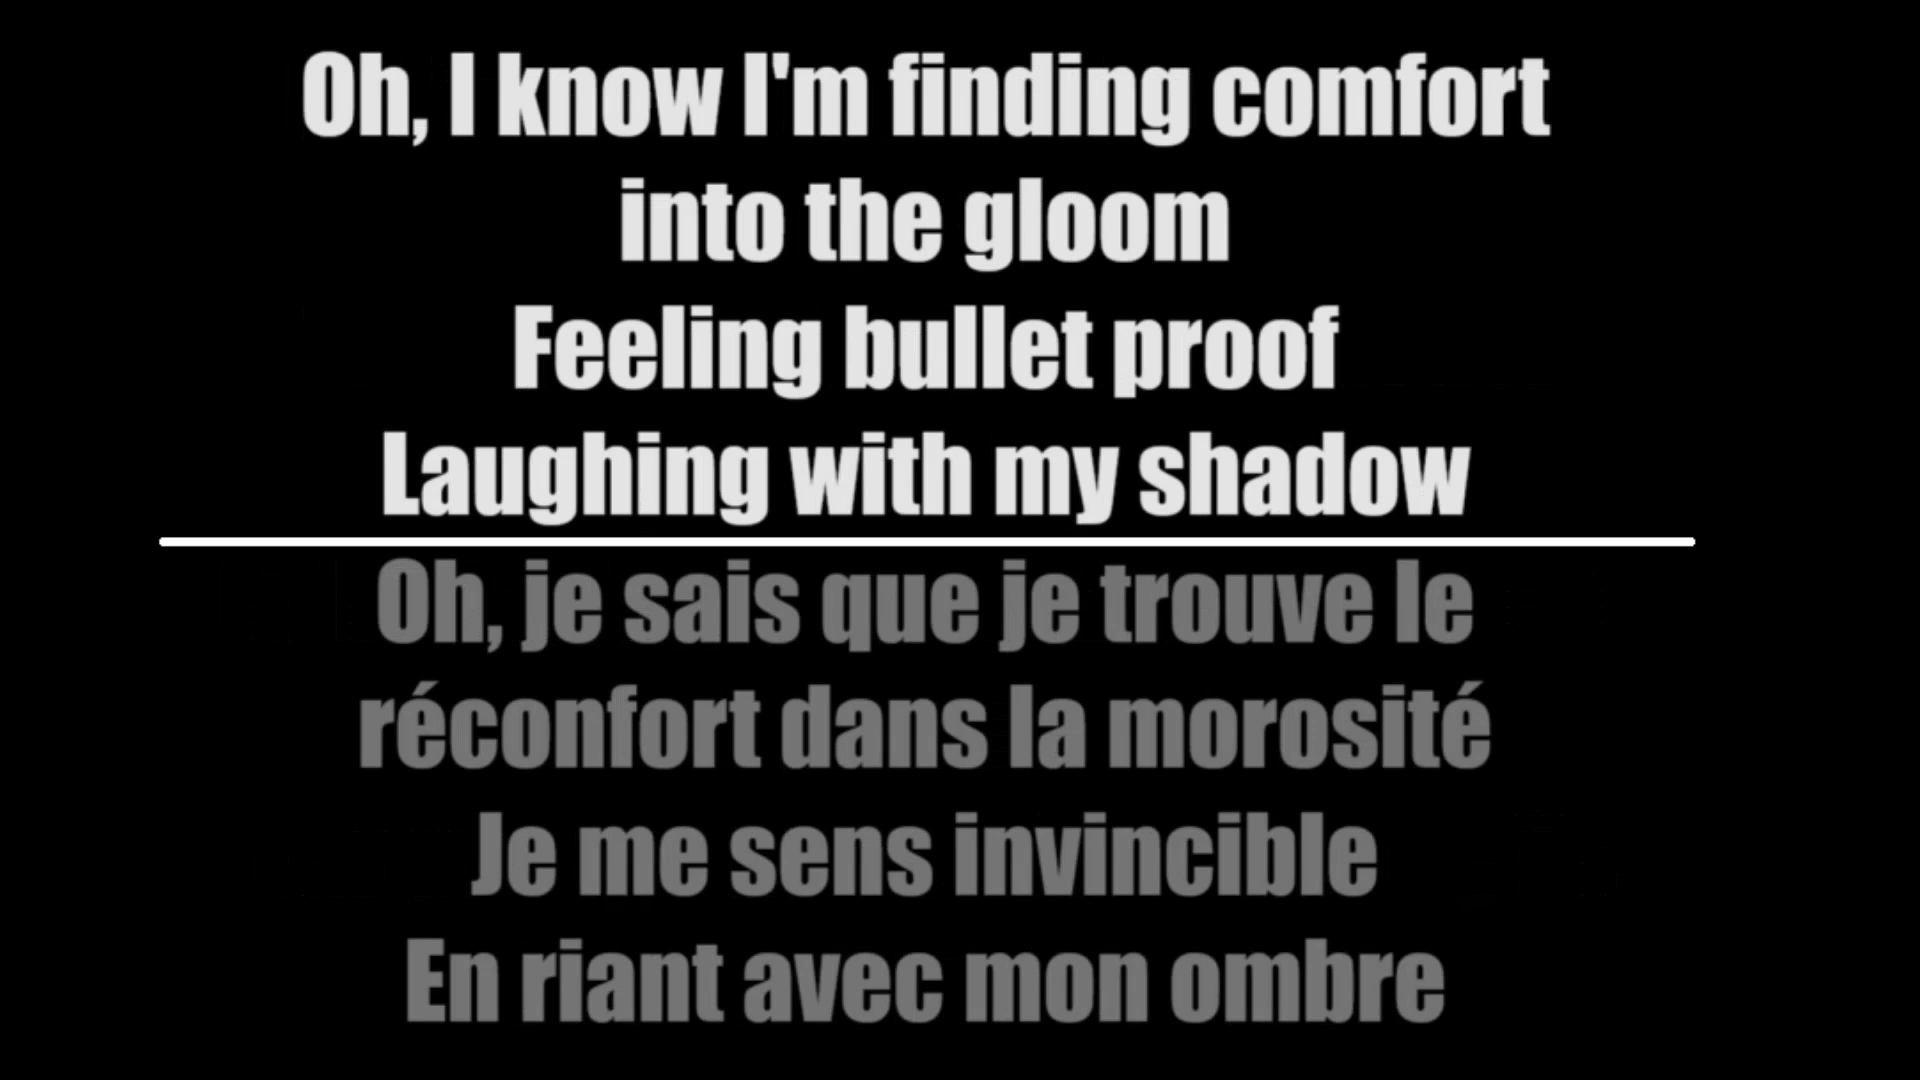 Oh, I know I'm finding comfort
into the gloom
Feeling bullet proof
Laughing with my shadow
Oh, je sais que je trouve le
réconfort dans la morosité
Je me sens invincible
En riant avec mon ombre